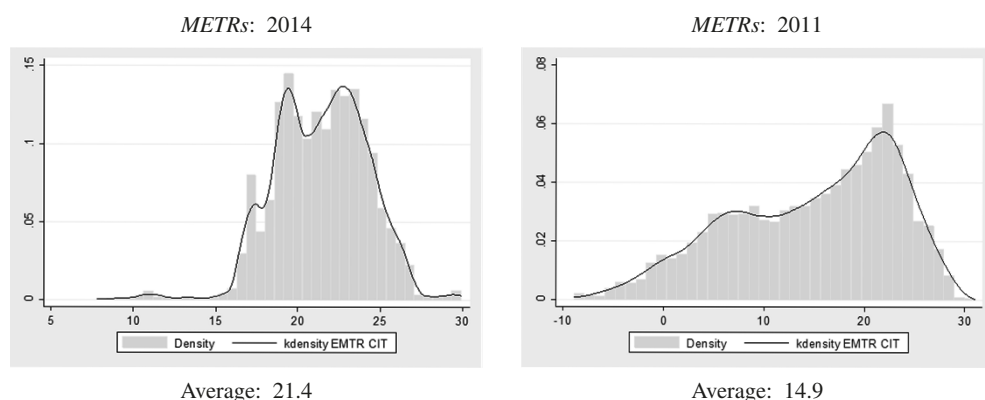 METRs: 2014
.15
.1
.05
0
5 10 15 20 25 30
Density kdensity EMTR CIT
Average: 21.4
METRs: 2011
.08
.06
.04
.02
0
-10 0 10 20 30
Density kdensity EMTR CIT
Average: 14.9